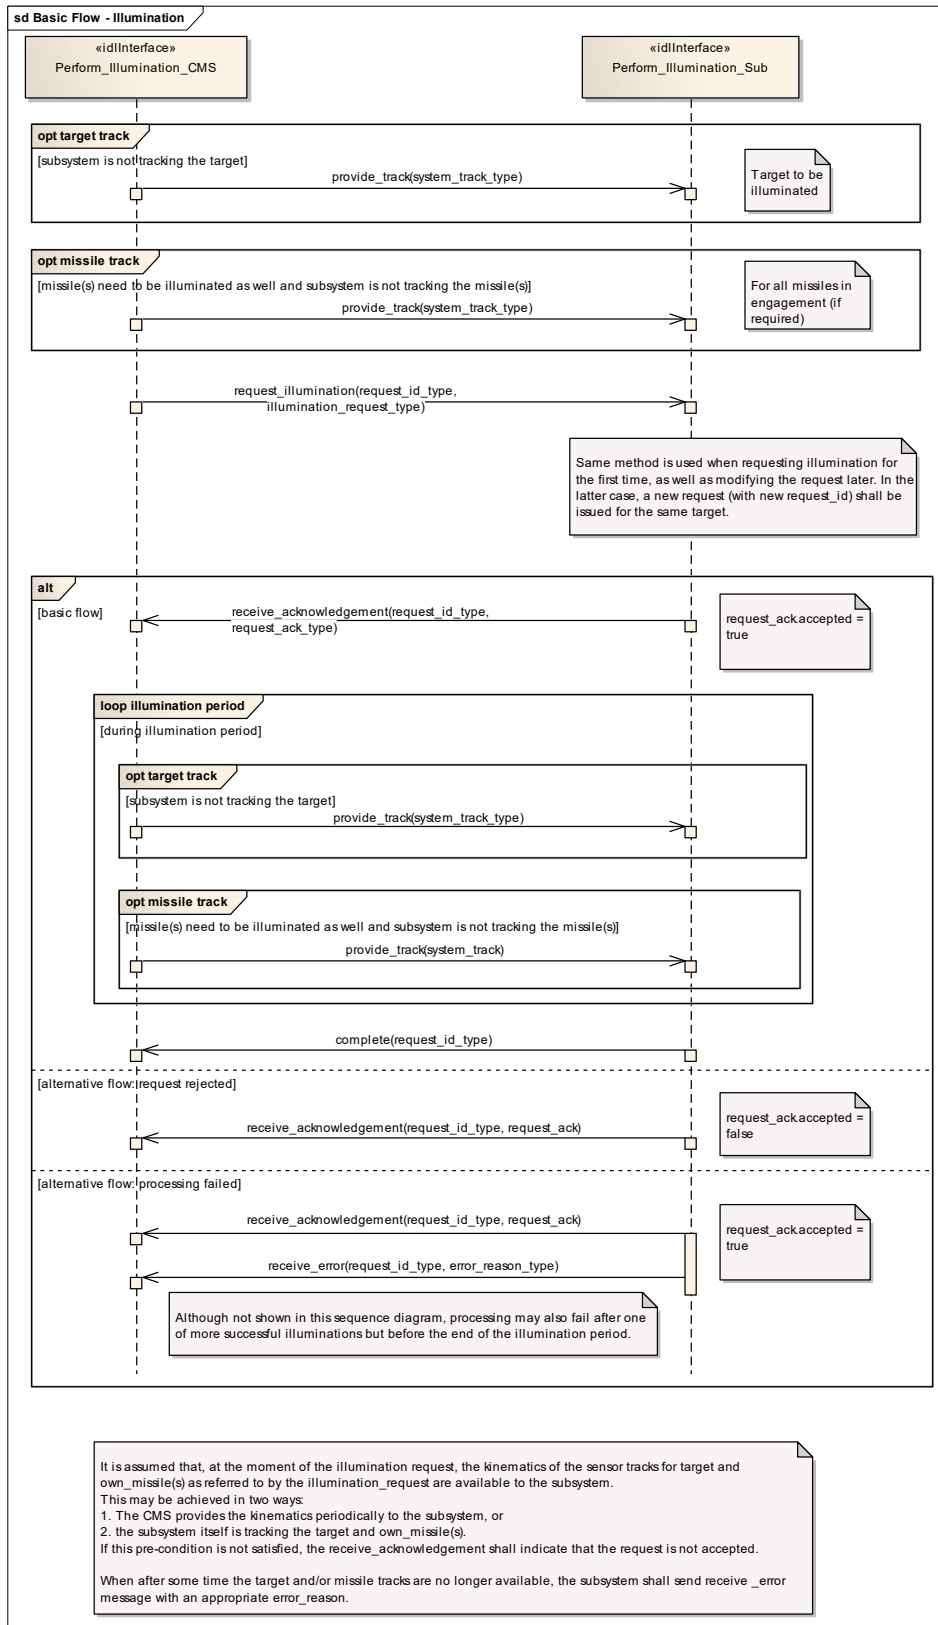 sd Basic Flow - Illumination
«idlInterface»
Perform_Illumination_CMS
«idlInterface»
Perform_Illumination_Sub
opt target track
[subsystem is not tracking the target]
provide_track(system_track_type)
Target to be
illuminated
opt missile track
[missile(s) need to be illuminated as well and subsystem is not tracking the missile(s)]
provide_track(system_track_type)
For all missiles in
engagement (if
required)
request_illumination(request_id_type,
illumination_request_type)
Same method is used when requesting illumination for
the first time, as well as modifying the request later. In the
latter case, a new request (with new request_id) shall be
issued for the same target.
alt
[basic flow]
receive_acknowledgement(request_id_type,
request_ack_type)
request_ack.accepted =
true
loop illumination period
[during illumination period]
opt target track
[subsystem is not tracking the target]
provide_track(system_track_type)
opt missile track
[missile(s) need to be illuminated as well and subsystem is not tracking the missile(s)]
provide_track(system_track)
complete(request_id_type)
[alternative flow: request rejected]
receive_acknowledgement(request_id_type, request_ack)
request_ack.accepted =
false
[alternative flow: processing failed]
receive_acknowledgement(request_id_type, request_ack)
request_ack.accepted =
true
receive_error(request_id_type, error_reason_type)
Although not shown in this sequence diagram, processing may also fail after one
of more successful illuminations but before the end of the illumination period.
It is assumed that, at the moment of the illumination request, the kinematics of the sensor tracks for target and
own_missile(s) as referred to by the illumination_request are available to the subsystem.
This may be achieved in two ways:
1. The CMS provides the kinematics periodically to the subsystem, or
2. the subsystem itself is tracking the target and own_missile(s).
If this pre-condition is not satisfied, the receive_acknowledgement shall indicate that the request is not accepted.
When after some time the target and/or missile tracks are no longer available, the subsystem shall send receive _error
message with an appropriate error_reason.